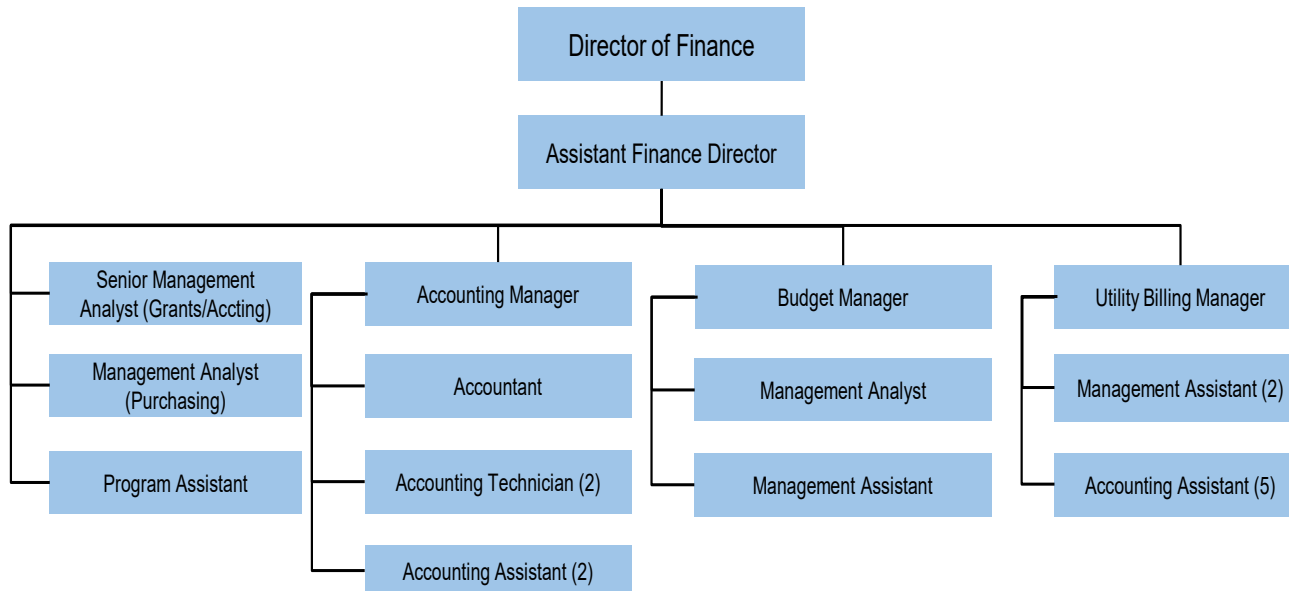 Director of Finance
Assistant Finance Director
Senior Management
Analyst (Grants/Accting)
Management Analyst
(Purchasing)
Program Assistant
Accounting Manager
Accountant
Accounting Technician (2)
Accounting Assistant (2)
Budget Manager
Management Analyst
Management Assistant
Utility Billing Manager
Management Assistant (2)
Accounting Assistant (5)